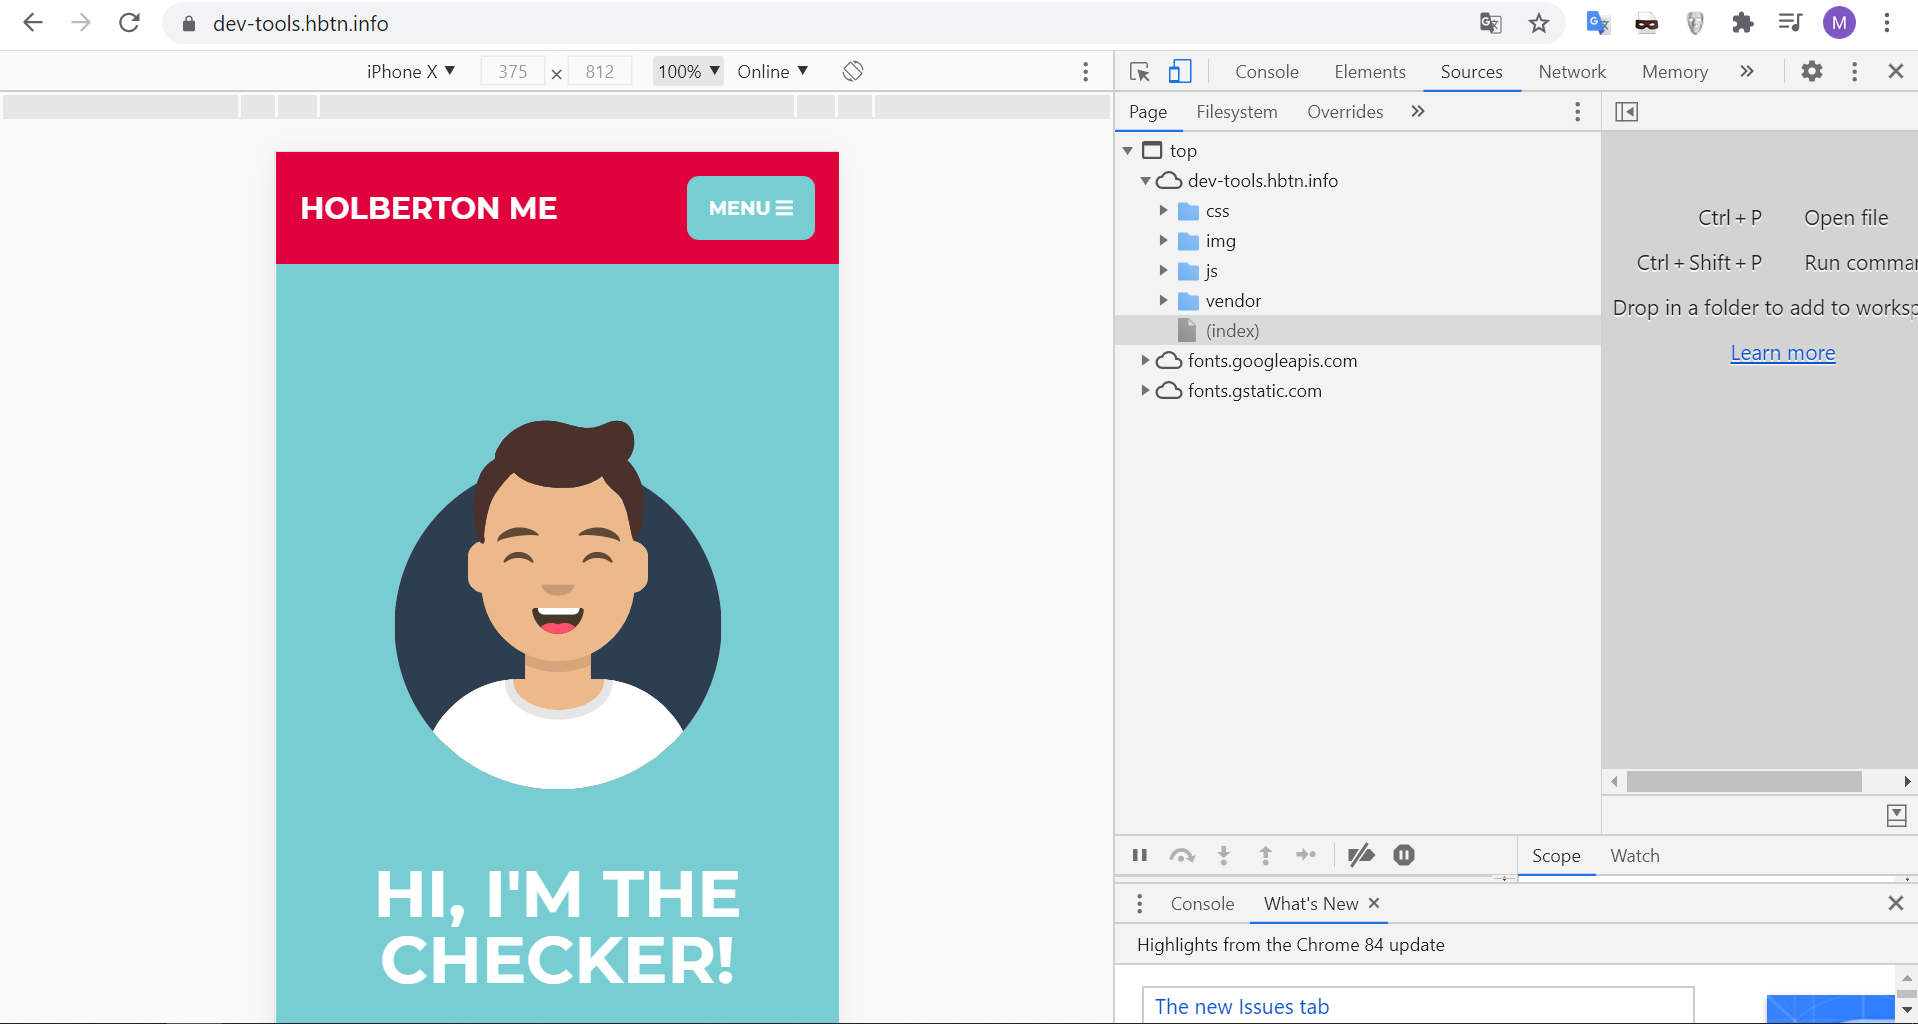 dev-tools.hbtn.info
M
iPhone X 375 × 812 100% Online
Console Elements Sources Network Memory
Page Filesystem Overrides
top
dev-tools.hbtn.info
css
img
js
vendor
(index)
fonts.googleapis.com
fonts.gstatic.com
Ctrl + P Open file
Ctrl + Shift + P Run comma
Drop in a folder to add to worksp
Learn more
HOLBERTON ME
MENU
HI, I'M THE
CHECKER!
Scope Watch
Console What's New
Highlights from the Chrome 84 update
The new Issues tab